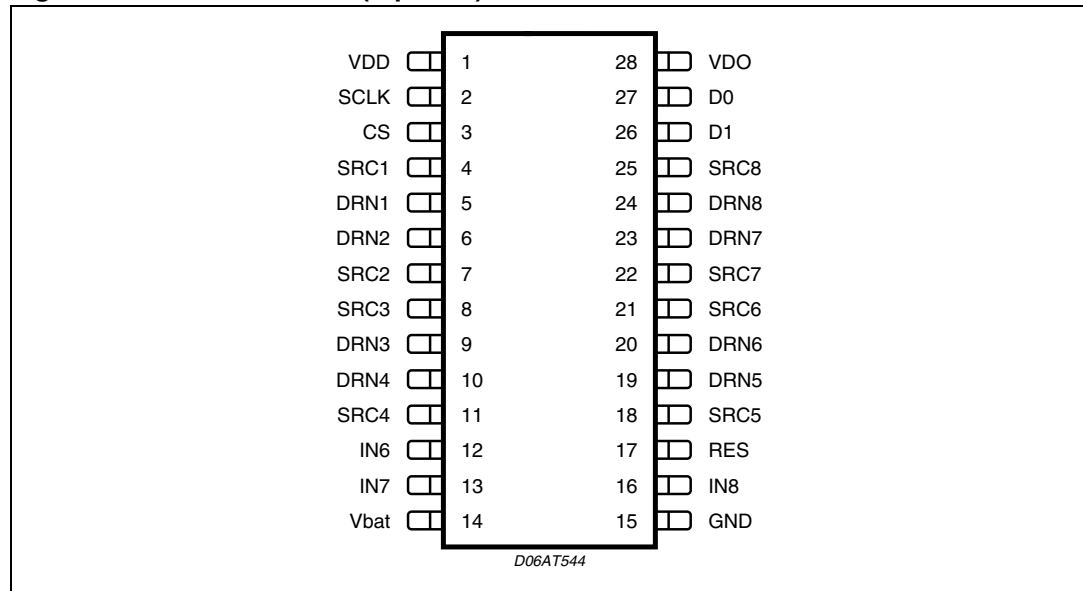 VDD 1 28 VDO
SCLK 2 27 D0
CS 3 26 D1
SRC1 4 25 SRC8
DRN1 5 24 DRN8
DRN2 6 23 DRN7
SRC2 7 22 SRC7
SRC3 8 21 SRC6
DRN3 9 20 DRN6
DRN4 10 19 DRN5
SRC4 11 18 SRC5
IN6 12 17 RES
IN7 13 16 IN8
Vbat 14 15 GND
D06AT544